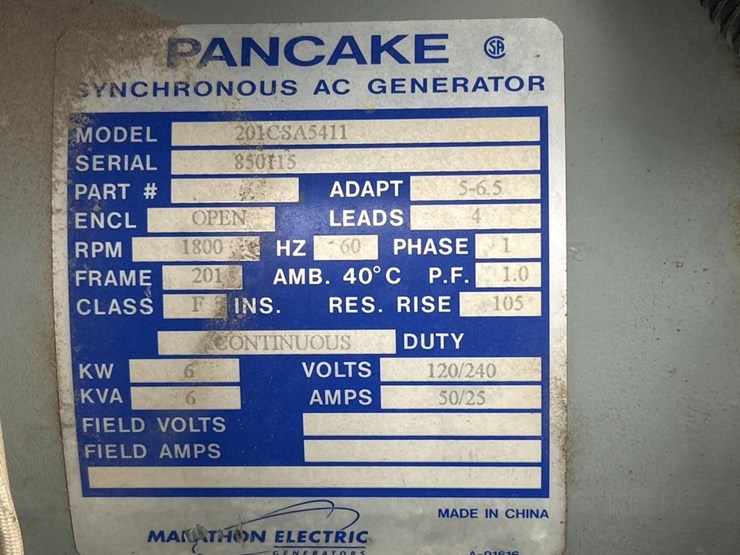 PANCAKE SA
SYNCHRONOUS AC GENERATOR
MODEL 201CSA5411
SERIAL 850115
PART # ADAPT 5-6.5
ENCL OPEN LEADS 4
RPM 1800 HZ 60 PHASE 1
FRAME 201 AMB. 40°C P.F. 1.0
CLASS F INS. RES. RISE 105
CONTINUOUS DUTY
KW 6 VOLTS 120/240
KVA 6 AMPS 50/25
FIELD VOLTS
FIELD AMPS
MADE IN CHINA
MARATHON ELECTRIC
GENERATORS A-91616